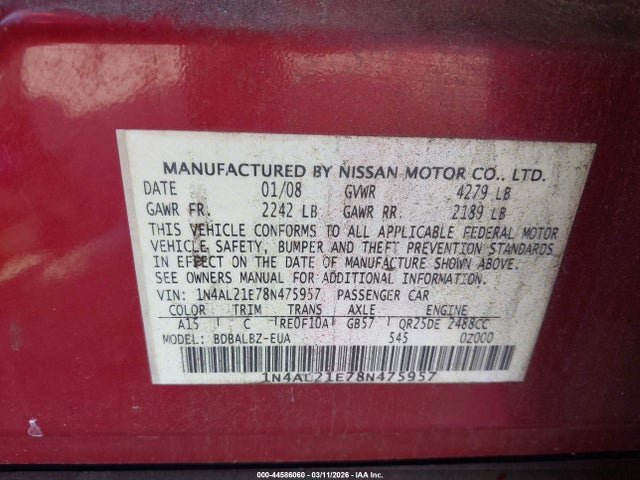 MANUFACTURED BY NISSAN MOTOR CO., LTD.
DATE 01/08 GVWR 4279 LB
GAWR FR. 2242 LB GAWR RR. 2189 LB
THIS VEHICLE CONFORMS TO ALL APPLICABLE FEDERAL MOTOR
VEHICLE SAFETY, BUMPER AND THEFT PREVENTION STANDARDS
IN EFFECT ON THE DATE OF MANUFACTURE SHOWN ABOVE.
SEE OWNERS MANUAL FOR ADDITIONAL INFORMATION.
VIN: 1N4AL21E78N475957 PASSENGER CAR
COLOR TRIM TRANS AXLE ENGINE
A15 C RE0F10A GB57 QR25DE 2488CC
MODEL: BDBALBZ-EUA 545 0Z000
1N4AL21E78N475957
000-44586060 - 03/11/2026 - IAA Inc.